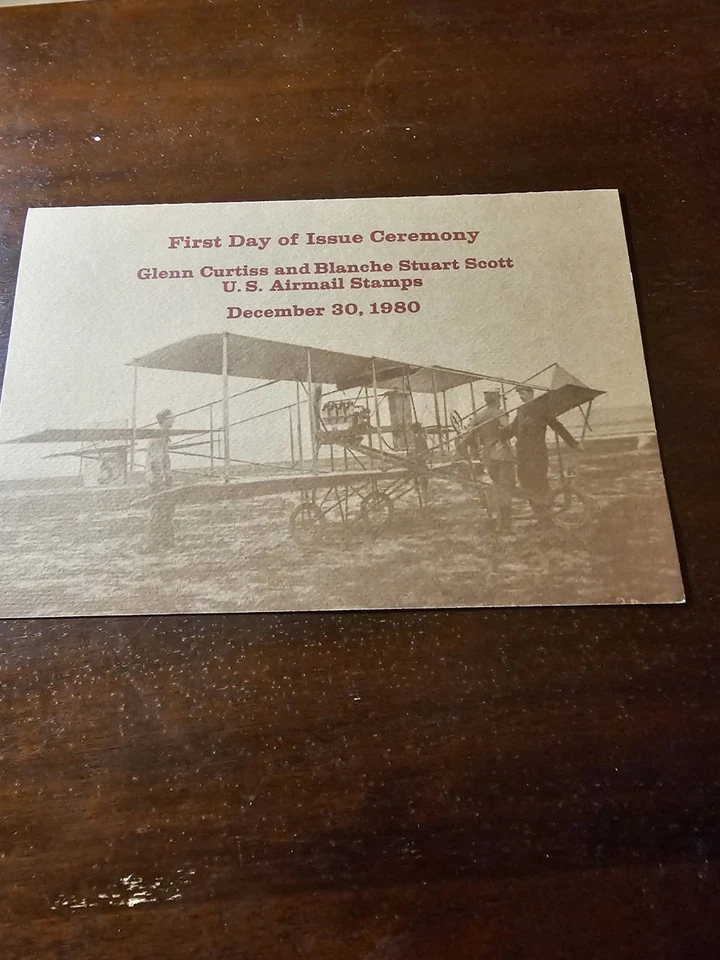 First Day of Issue Ceremony
Glenn Curtiss and Blanche Stuart Scott
U. S. Airmail Stamps
December 30, 1980